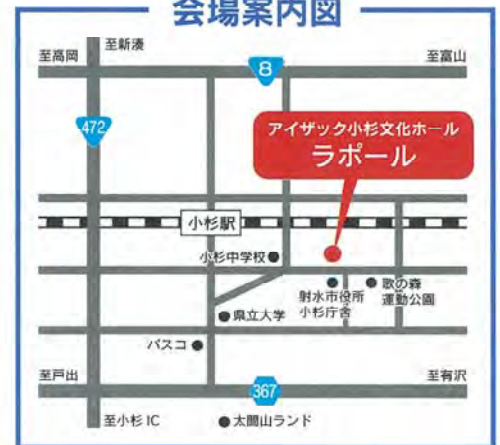 会場案内図
至高岡
至新湊
8
至富山
472
アイザック小杉文化ホール
ラポール
小杉駅
小杉中学校
射水市役所
小杉庁舎
歌の森
運動公園
県立大学
パスコ
至戸出
367
至有沢
至小杉 IC
太閤山ランド